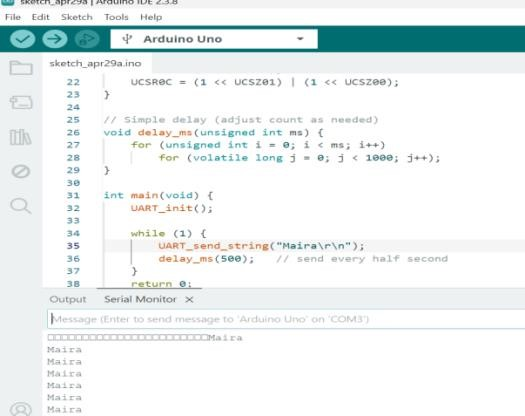 sketch_apr29a | Arduino IDE 2.3.8
File Edit Sketch Tools Help
Arduino Uno
sketch_apr29a.ino
22 UCSR0C = (1 << UCSZ01) | (1 << UCSZ00);
23 }
24
25 // Simple delay (adjust count as needed)
26 void delay_ms(unsigned int ms) {
27 for (unsigned int i = 0; i < ms; i++)
28 for (volatile long j = 0; j < 1000; j++);
29 }
30
31 int main(void) {
32 UART_init();
33
34 while (1) {
35 UART_send_string("Maira\r\n");
36 delay_ms(500); // send every half second
37 }
38 return 0;
Output Serial Monitor ×
Message (Enter to send message to 'Arduino Uno' on 'COM3')
□□□□□□□□□□□□□□□□□□□□□□□Maira
Maira
Maira
Maira
Maira
Maira
Maira